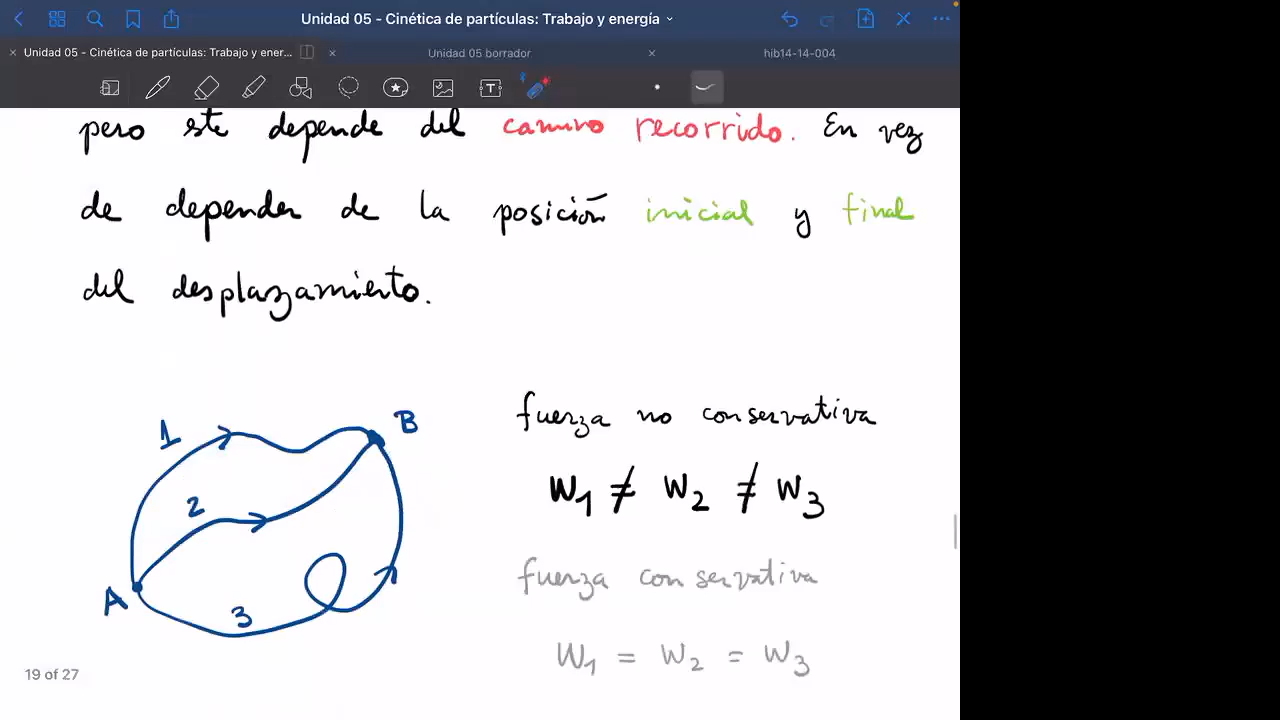 Unidad 05 - Cinética de partículas: Trabajo y energía
Unidad 05 - Cinética de partículas: Trabajo y ener...
Unidad 05 borrador
hib14-14-004
pero este depende del camino recorrido. En vez
de depender de la posición inicial y final
del desplazamiento.
1
B
2
A
3
fuerza no conservativa
W1 ≠ W2 ≠ W3
fuerza conservativa
W1 = W2 = W3
19 of 27